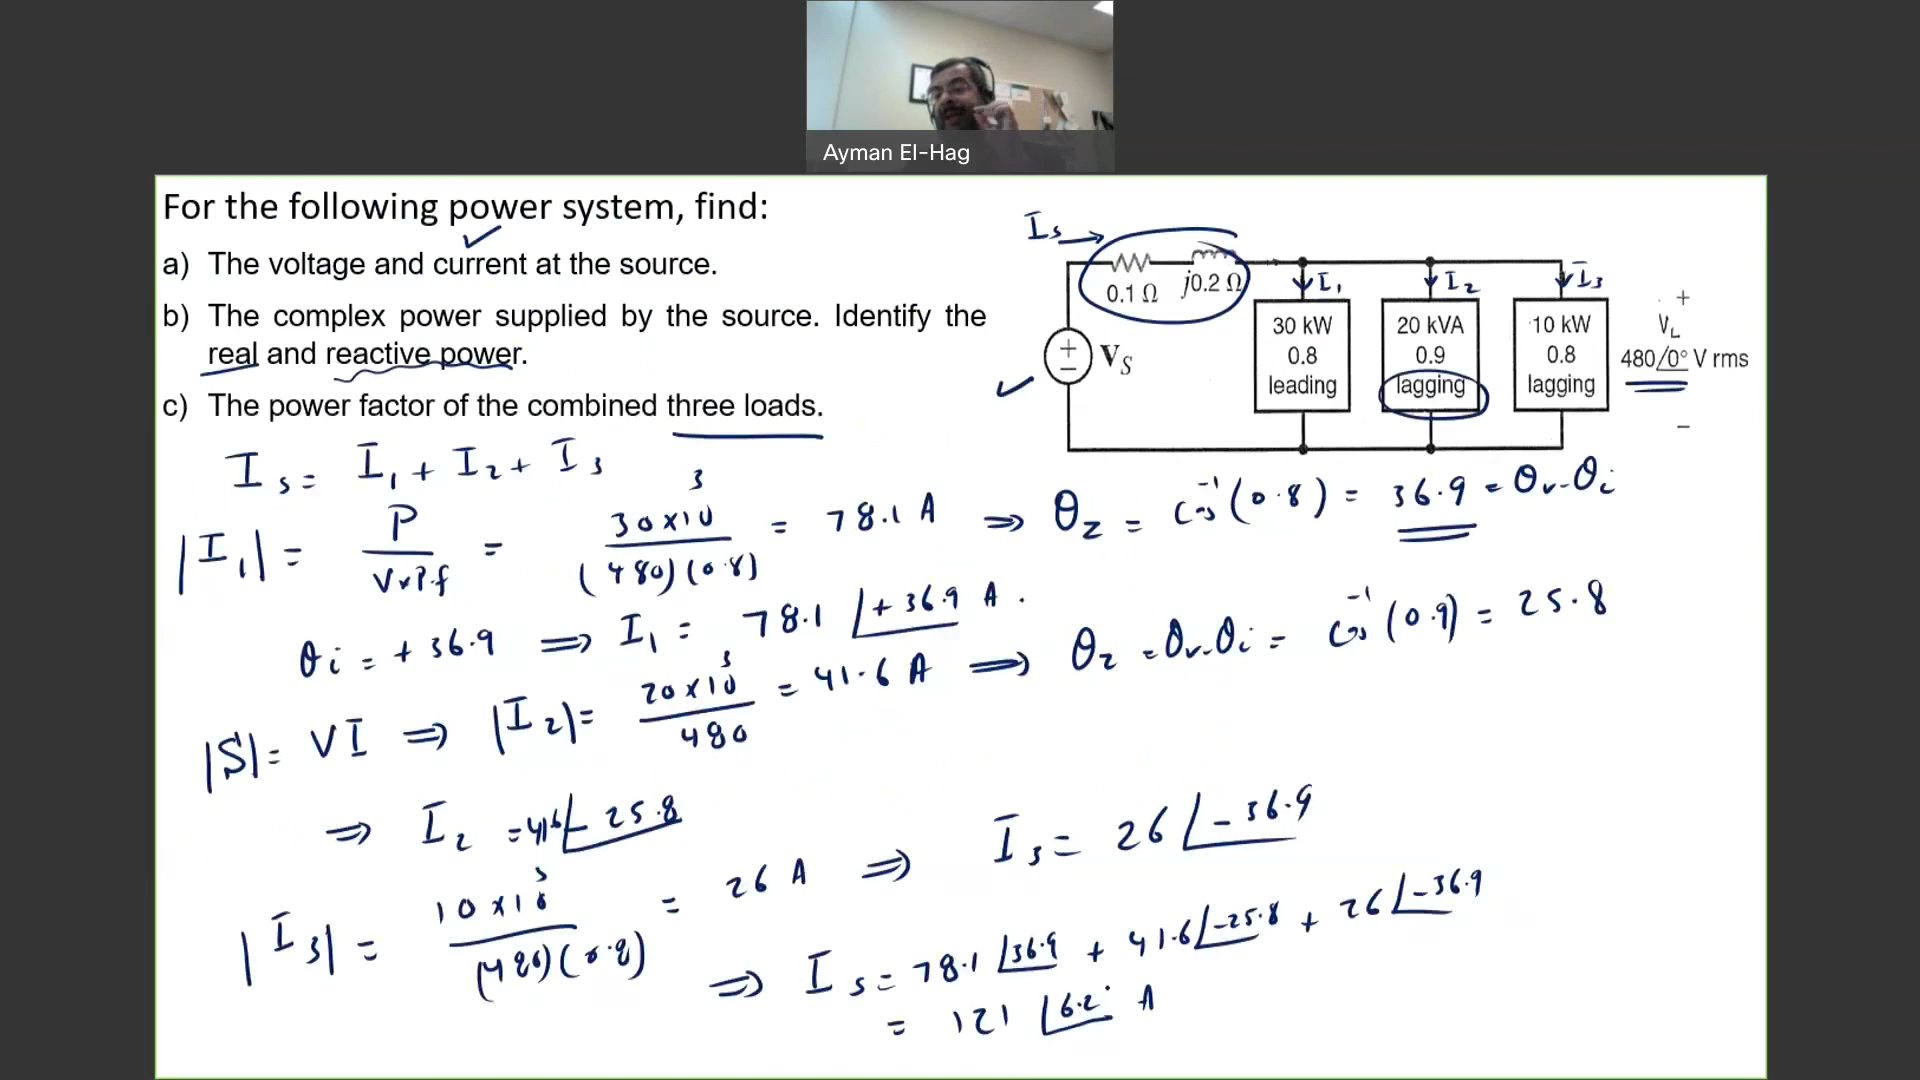 Ayman El-Hag
For the following power system, find:
a) The voltage and current at the source.
b) The complex power supplied by the source. Identify the
real and reactive power.
c) The power factor of the combined three loads.
Is
0.1 Ω j0.2 Ω
I1 I2 I3
VS
30 kW
0.8
leading
20 kVA
0.9
lagging
10 kW
0.8
lagging
+
VL
480/0° V rms
−
Is = I1 + I2 + I3
|I1| = P / V×P.f = 30×10^3 / (480)(0.8) = 78.1 A ⇒ θz = cos^-1(0.8) = 36.9 = θv-θi
θi = +36.9 ⇒ I1 = 78.1 ∠+36.9 A.
|S| = VI ⇒ |I2| = 20×10^3 / 480 = 41.6 A ⇒ θz = θv-θi = cos^-1(0.9) = 25.8
⇒ I2 = 41.6 ∠-25.8
|I3| = 10×10^3 / (480)(0.8) = 26 A ⇒ I3 = 26 ∠-36.9
⇒ Is = 78.1 ∠36.9 + 41.6 ∠-25.8 + 26 ∠-36.9
= 121 ∠6.2° A